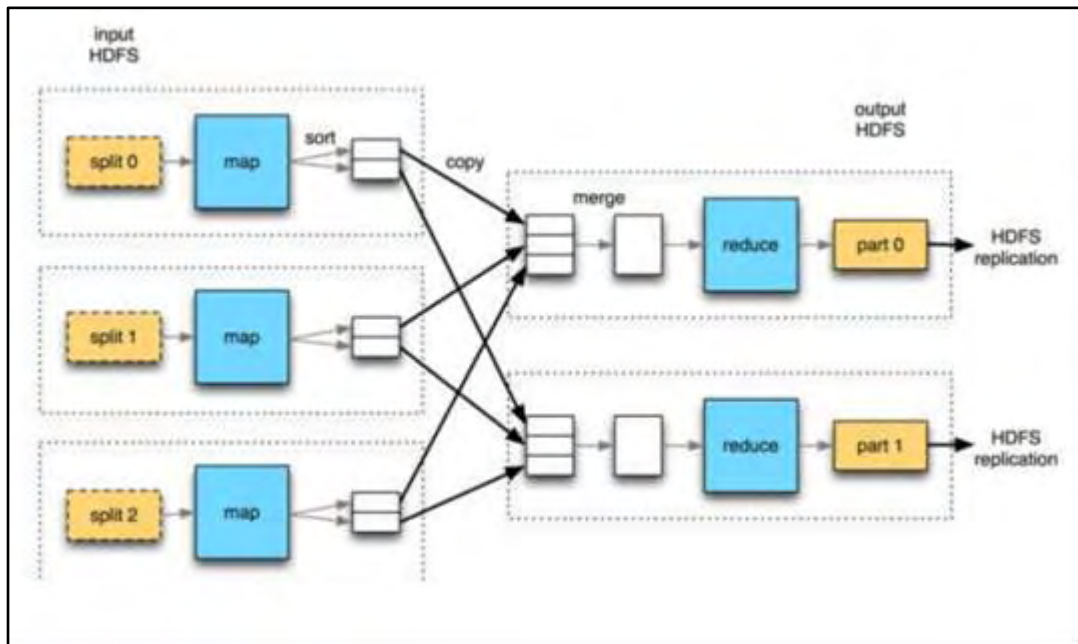 input
HDFS
split 0
map
sort
copy
split 1
map
split 2
map
output
HDFS
merge
reduce
part 0
HDFS
replication
reduce
part 1
HDFS
replication